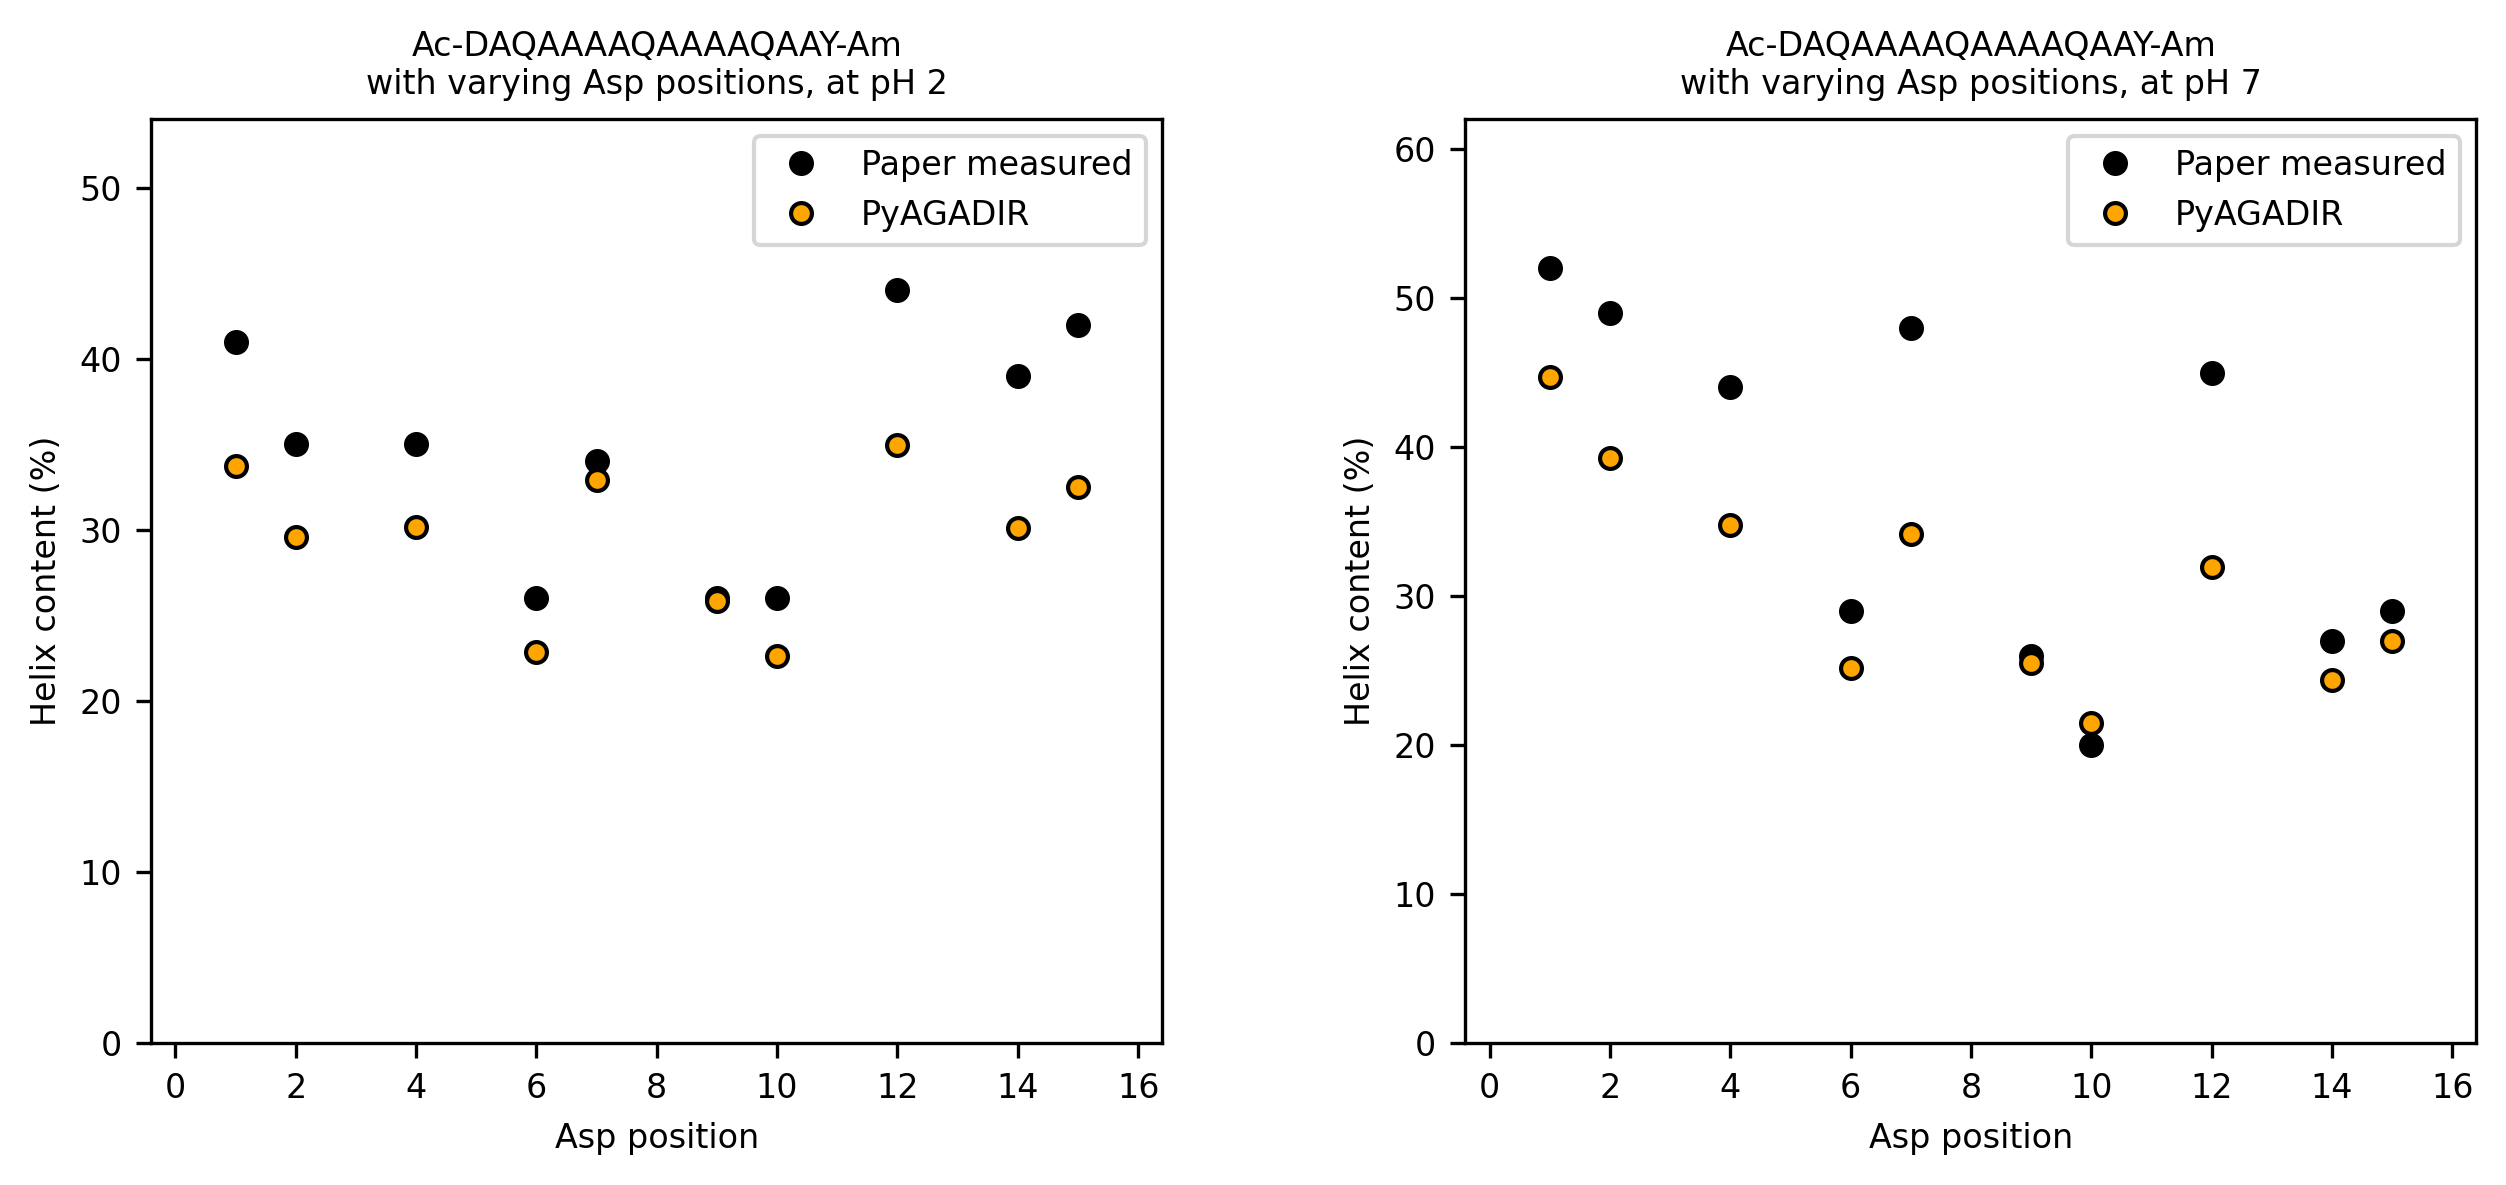 Ac-DAQAAAAQAAAAQAAY-Am
with varying Asp positions, at pH 2
Paper measured
PyAGADIR
Helix content (%)
50
40
30
20
10
0
0 2 4 6 8 10 12 14 16
Asp position
Ac-DAQAAAAQAAAAQAAY-Am
with varying Asp positions, at pH 7
Paper measured
PyAGADIR
Helix content (%)
60
50
40
30
20
10
0
0 2 4 6 8 10 12 14 16
Asp position